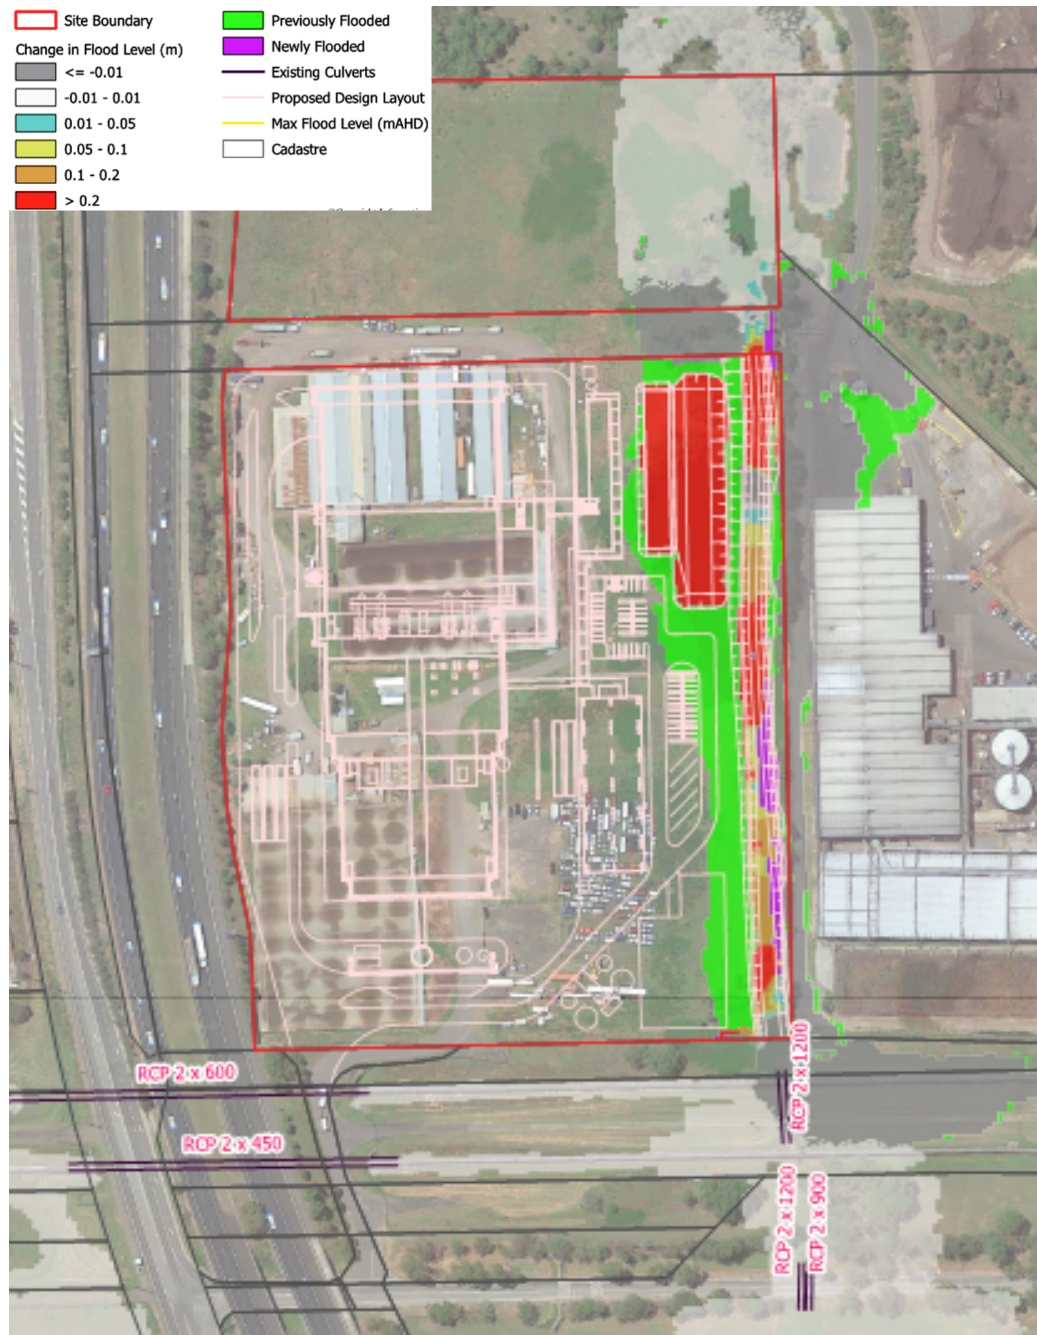 Site Boundary
Change in Flood Level (m)
<= -0.01
-0.01 - 0.01
0.01 - 0.05
0.05 - 0.1
0.1 - 0.2
> 0.2
Previously Flooded
Newly Flooded
Existing Culverts
Proposed Design Layout
Max Flood Level (mAHD)
Cadastre
RCP 2 x 600
RCP 2 x 450
RCP 2 x 1200
RCP 2 x 1200
RCP 2 x 900